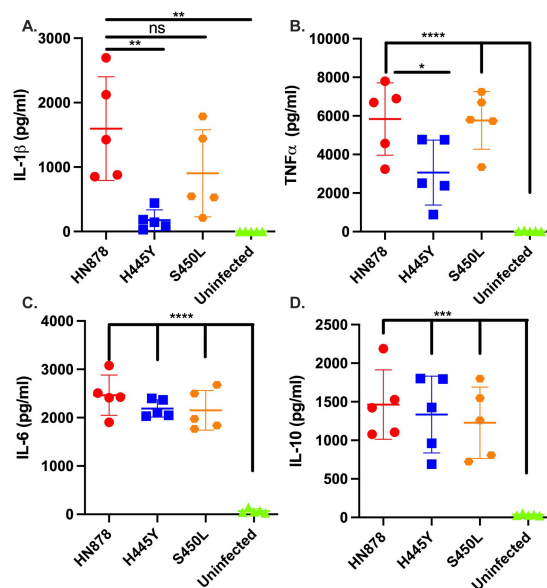 A.
**
ns
**
IL-1β (pg/ml)
3000
2000
1000
0
HN878
H445Y
S450L
Uninfected
B.
****
*
TNFα (pg/ml)
10000
8000
6000
4000
2000
0
HN878
H445Y
S450L
Uninfected
C.
****
IL-6 (pg/ml)
4000
3000
2000
1000
0
HN878
H445Y
S450L
Uninfected
D.
***
IL-10 (pg/ml)
2500
2000
1500
1000
500
0
HN878
H445Y
S450L
Uninfected